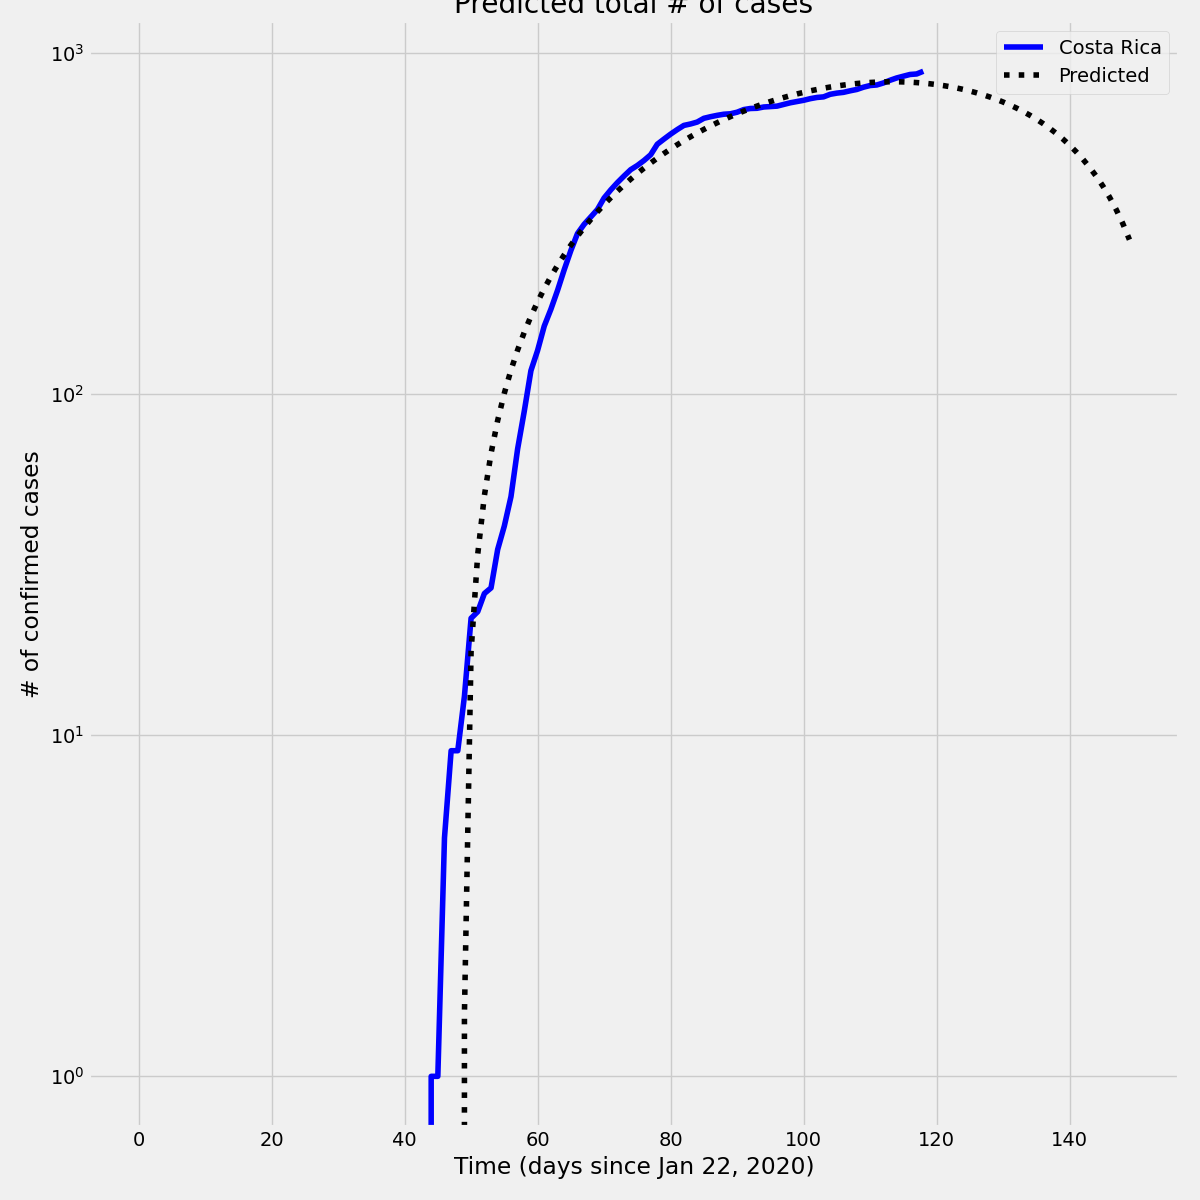 Predicted total # of cases
Costa Rica
Predicted
# of confirmed cases
10³
10²
10¹
10⁰
0 20 40 60 80 100 120 140
Time (days since Jan 22, 2020)